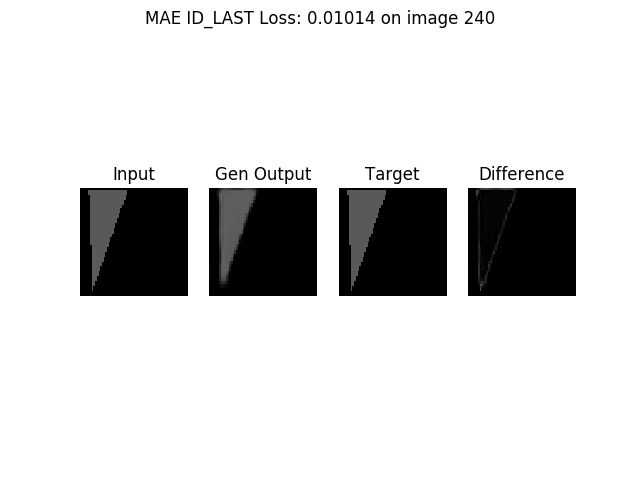 MAE ID_LAST Loss: 0.01014 on image 240
Input
Gen Output
Target
Difference